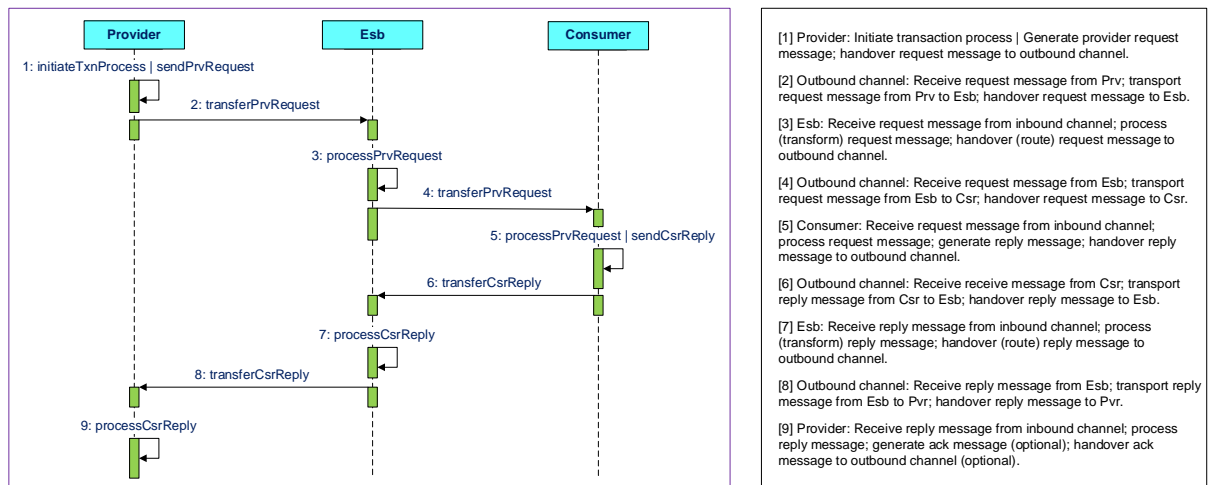 Provider
Esb
Consumer
1: initiateTxnProcess | sendPrvRequest
2: transferPrvRequest
3: processPrvRequest
4: transferPrvRequest
5: processPrvRequest | sendCsrReply
6: transferCsrReply
7: processCsrReply
8: transferCsrReply
9: processCsrReply
[1] Provider: Initiate transaction process | Generate provider request
message; handover request message to outbound channel.
[2] Outbound channel: Receive request message from Prv; transport
request message from Prv to Esb; handover request message to Esb.
[3] Esb: Receive request message from inbound channel; process
(transform) request message; handover (route) request message to
outbound channel.
[4] Outbound channel: Receive request message from Esb; transport
request message from Esb to Csr; handover request message to Csr.
[5] Consumer: Receive request message from inbound channel;
process request message; generate reply message; handover reply
message to outbound channel.
[6] Outbound channel: Receive receive message from Csr; transport
reply message from Csr to Esb; handover reply message to Esb.
[7] Esb: Receive reply message from inbound channel; process
(transform) reply message; handover (route) reply message to
outbound channel.
[8] Outbound channel: Receive reply message from Esb; transport reply
message from Esb to Pvr; handover reply message to Pvr.
[9] Provider: Receive reply message from inbound channel; process
reply message; generate ack message (optional); handover ack
message to outbound channel (optional).